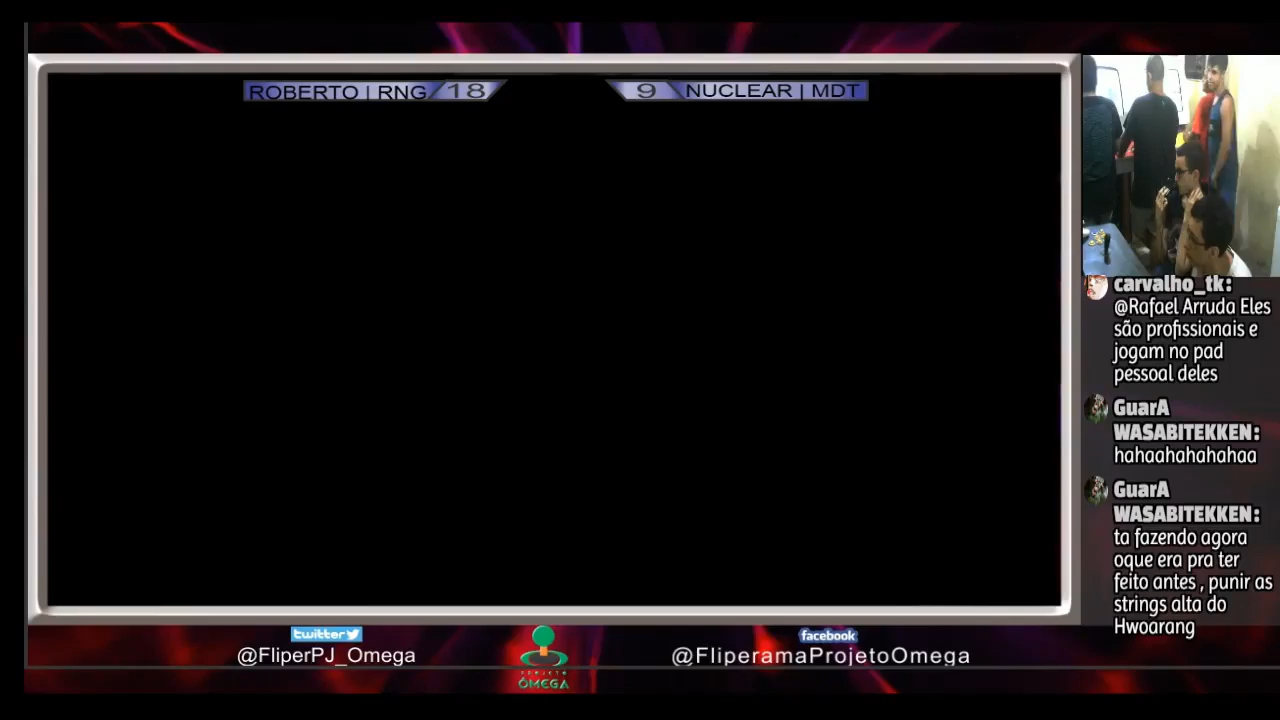 ROBERTO | RNG 18
9 NUCLEAR | MDT
carvalho_tk:
@Rafael Arruda Eles
são profissionais e
jogam no pad
pessoal deles
GuarA
WASABITEKKEN:
hahaahahahahaa
GuarA
WASABITEKKEN:
ta fazendo agora
oque era pra ter
feito antes , punir as
strings alta do
Hwoarang
twitter
@FliperPJ_Omega
PROJETO
ÔMEGA
facebook
@FliperamaProjetoOmega